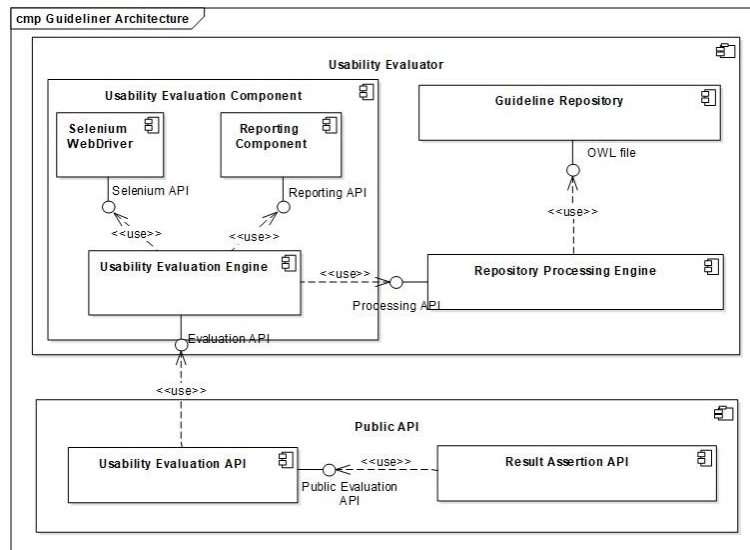 cmp Guideliner Architecture
Usability Evaluator
Usability Evaluation Component
Selenium
WebDriver
Reporting
Component
Guideline Repository
Selenium API
Reporting API
OWL file
<<use>>
<<use>>
<<use>>
Usability Evaluation Engine
<<use>>
Repository Processing Engine
Processing API
Evaluation API
<<use>>
Public API
Usability Evaluation API
<<use>>
Result Assertion API
Public Evaluation
API